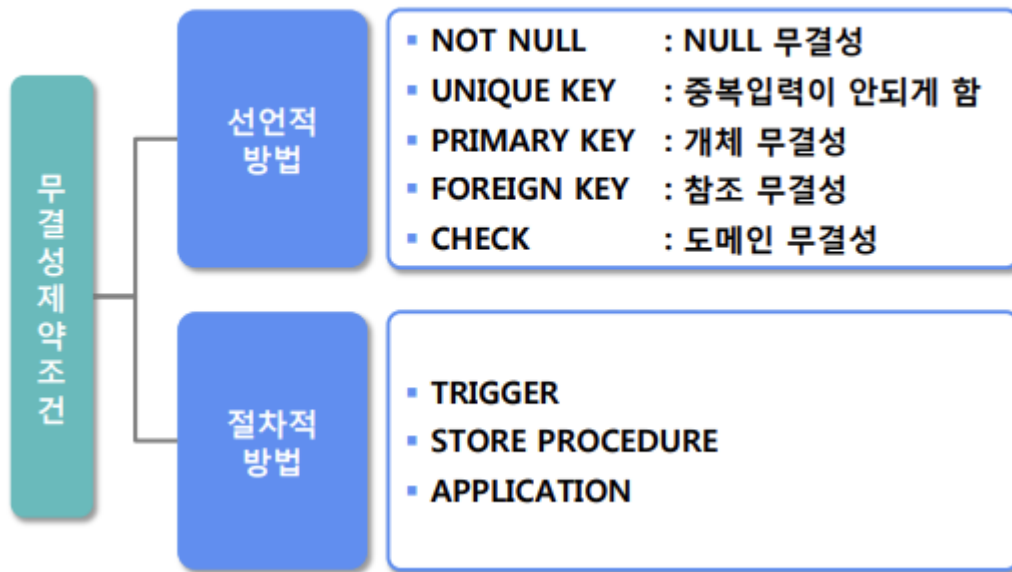 무결성제약조건
선언적
방법
▪ NOT NULL : NULL 무결성
▪ UNIQUE KEY : 중복입력이 안되게 함
▪ PRIMARY KEY : 개체 무결성
▪ FOREIGN KEY : 참조 무결성
▪ CHECK : 도메인 무결성
절차적
방법
▪ TRIGGER
▪ STORE PROCEDURE
▪ APPLICATION